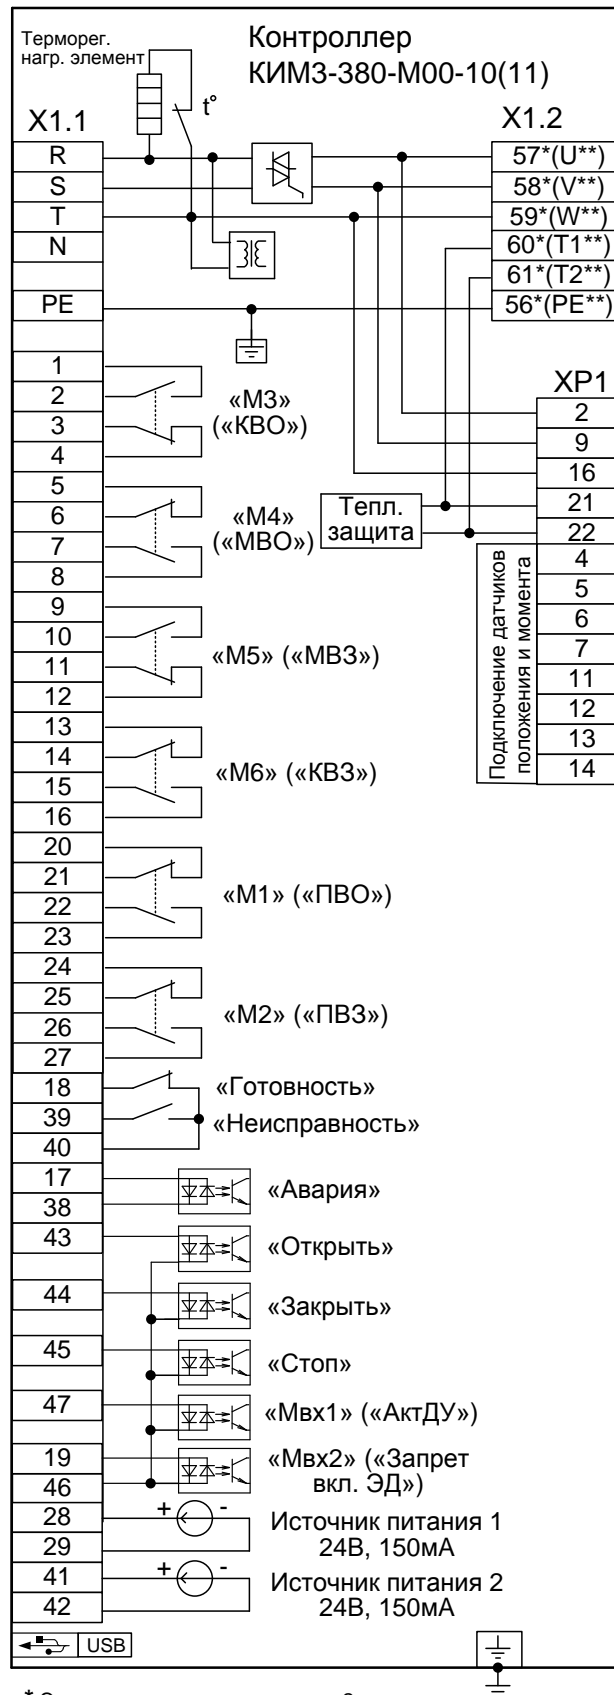 Терморег.
нагр. элемент
Контроллер
КИМ3-380-М00-10(11)
t°
X1.1
X1.2
R
57*(U**)
S
58*(V**)
T
59*(W**)
N
60*(T1**)
61*(T2**)
PE
56*(PE**)
1
2
3
4
«М3»
(«КВО»)
XP1
2
9
16
21
22
4
5
6
7
11
12
13
14
Тепл.
защита
Подключение датчиков
положения и момента
5
6
7
8
«М4»
(«МВО»)
9
10
11
12
«М5» («МВЗ»)
13
14
15
16
«М6» («КВЗ»)
20
21
22
23
«М1» («ПВО»)
24
25
26
27
«М2» («ПВЗ»)
18
«Готовность»
39
«Неисправность»
40
17
«Авария»
38
43
«Открыть»
44
«Закрыть»
45
«Стоп»
47
«Мвх1» («АктДУ»)
19
«Мвх2» («Запрет
вкл. ЭД»)
46
28
+ -
Источник питания 1
24В, 150мА
29
41
+ -
Источник питания 2
24В, 150мА
42
USB